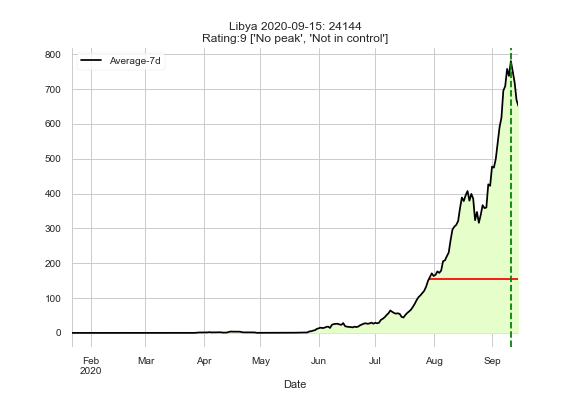 Libya 2020-09-15: 24144
Rating:9 ['No peak', 'Not in control']
Average-7d
800
700
600
500
400
300
200
100
0
Feb Mar Apr May Jun Jul Aug Sep
2020
Date